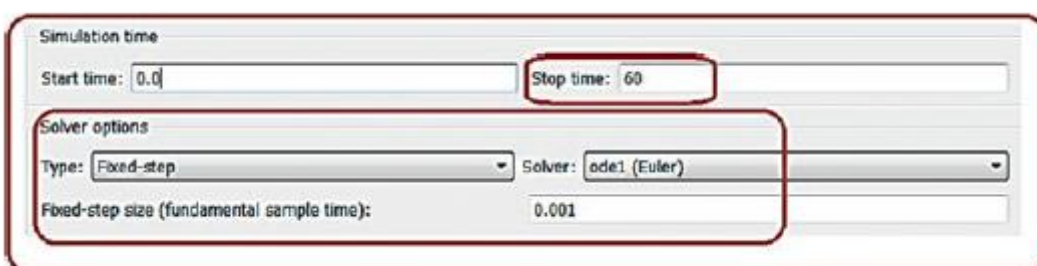 Simulation time
Start time: 0.0 Stop time: 60
Solver options
Type: Fixed-step Solver: ode1 (Euler)
Fixed-step size (fundamental sample time): 0.001